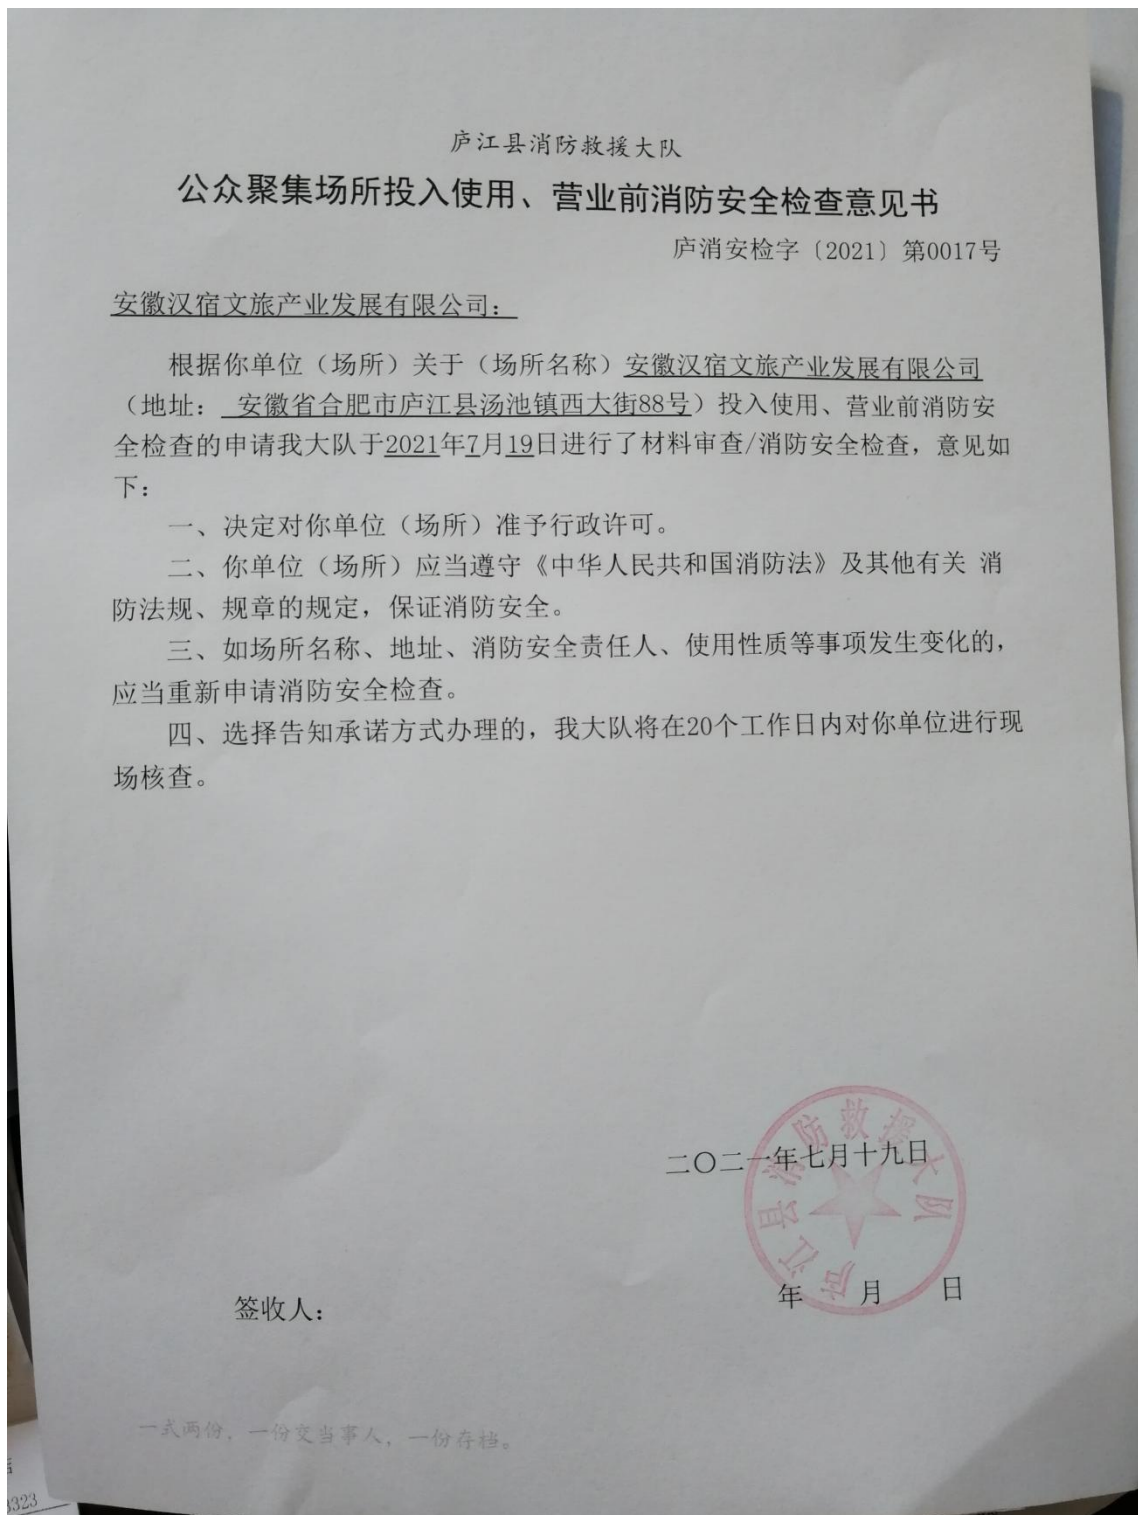 庐江县消防救援大队
公众聚集场所投入使用、营业前消防安全检查意见书
庐消安检字〔2021〕第0017号
安徽汉宿文旅产业发展有限公司：
根据你单位（场所）关于（场所名称）安徽汉宿文旅产业发展有限公司
（地址： 安徽省合肥市庐江县汤池镇西大街88号）投入使用、营业前消防安
全检查的申请我大队于2021年7月19日进行了材料审查/消防安全检查，意见如
下：
一、决定对你单位（场所）准予行政许可。
二、你单位（场所）应当遵守《中华人民共和国消防法》及其他有关 消
防法规、规章的规定，保证消防安全。
三、如场所名称、地址、消防安全责任人、使用性质等事项发生变化的，
应当重新申请消防安全检查。
四、选择告知承诺方式办理的，我大队将在20个工作日内对你单位进行现
场核查。
二〇二一年七月十九日
庐江县消防救援大队
年 月 日
签收人：
一式两份，一份交当事人，一份存档。
3323